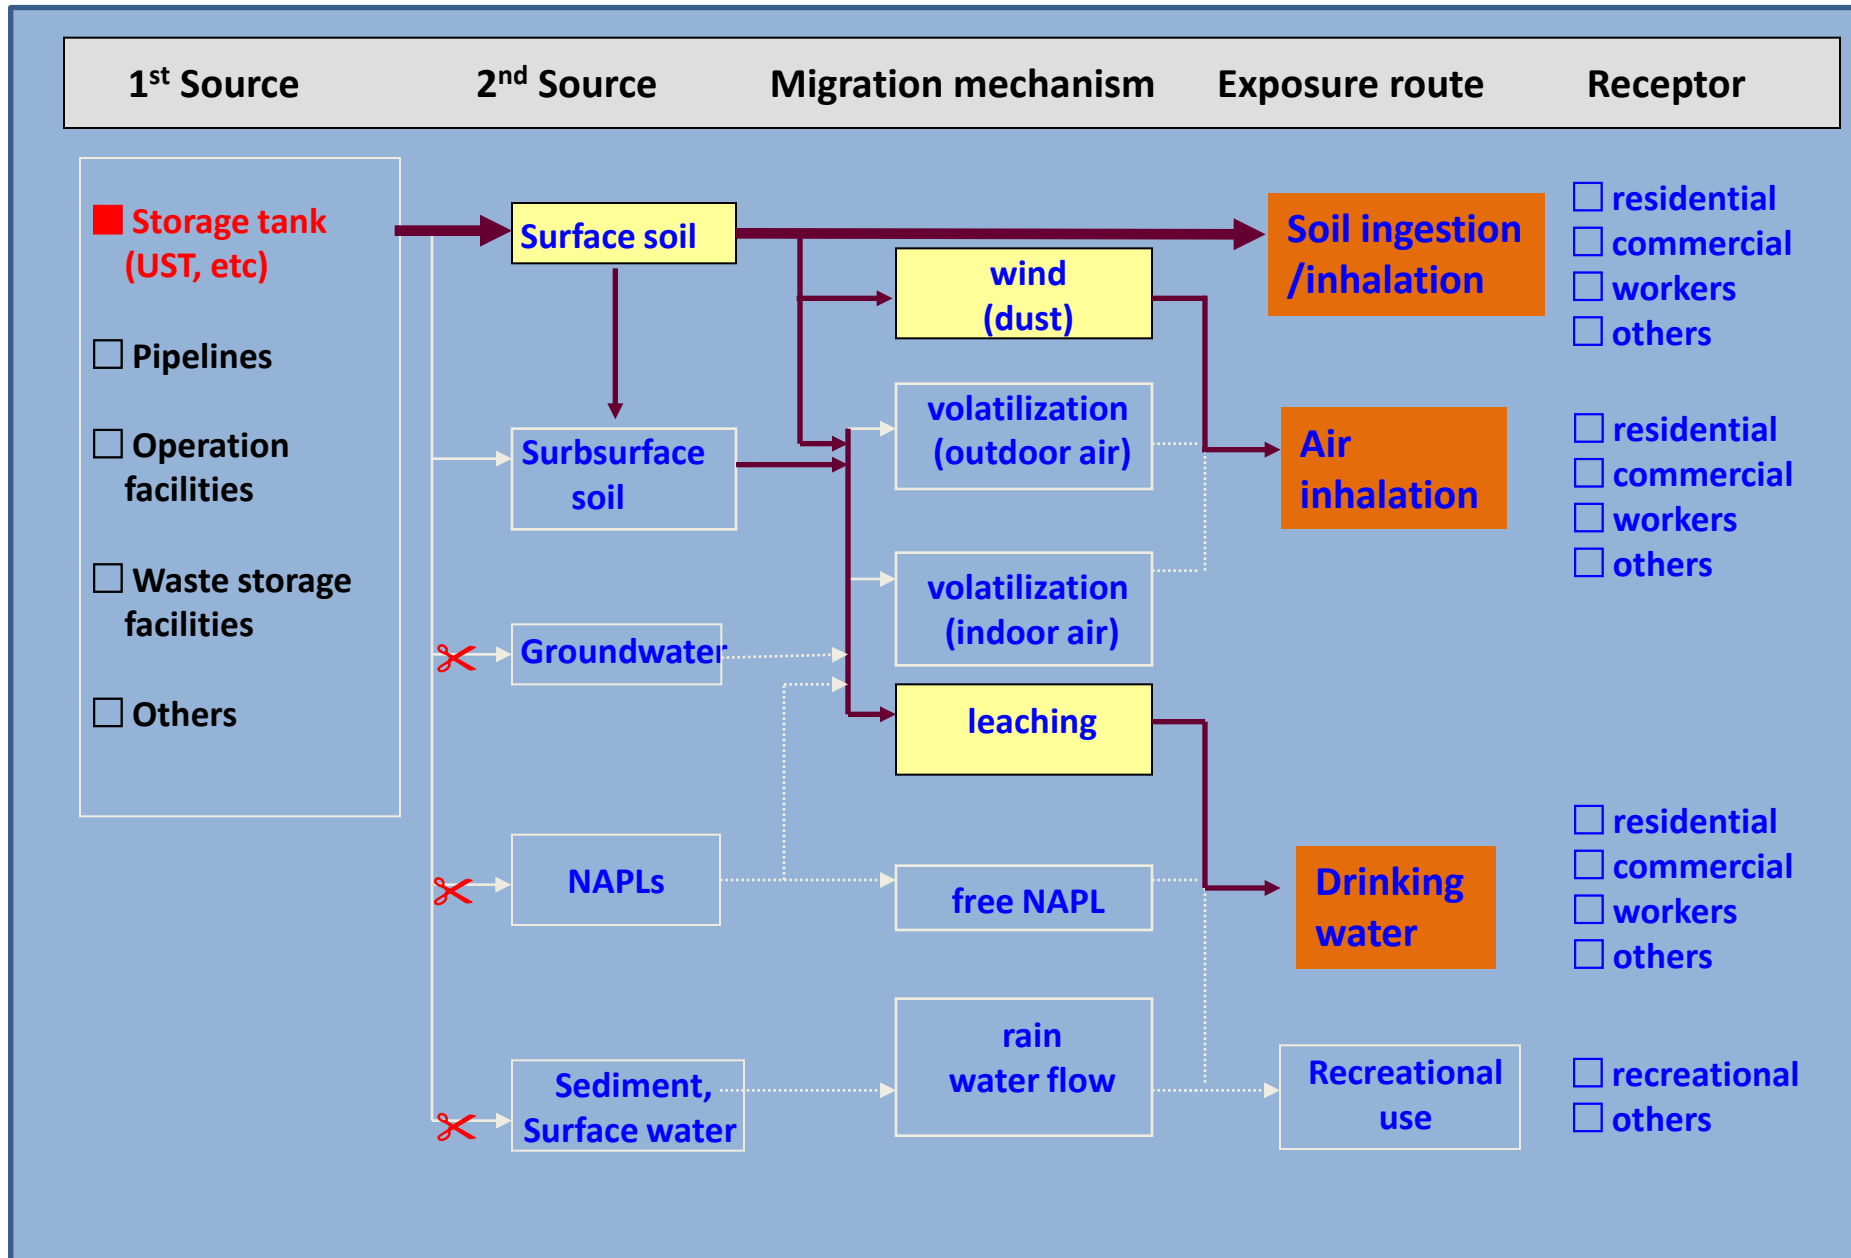 1st Source
2nd Source
Migration mechanism
Exposure route
Receptor
Storage tank
(UST, etc)
Pipelines
Operation
facilities
Waste storage
facilities
Others
Surface soil
Surbsurface
soil
Groundwater
NAPLs
Sediment,
Surface water
wind
(dust)
volatilization
(outdoor air)
volatilization
(indoor air)
leaching
free NAPL
rain
water flow
Soil ingestion
/inhalation
Air
inhalation
Drinking
water
Recreational
use
residential
commercial
workers
others
residential
commercial
workers
others
residential
commercial
workers
others
recreational
others